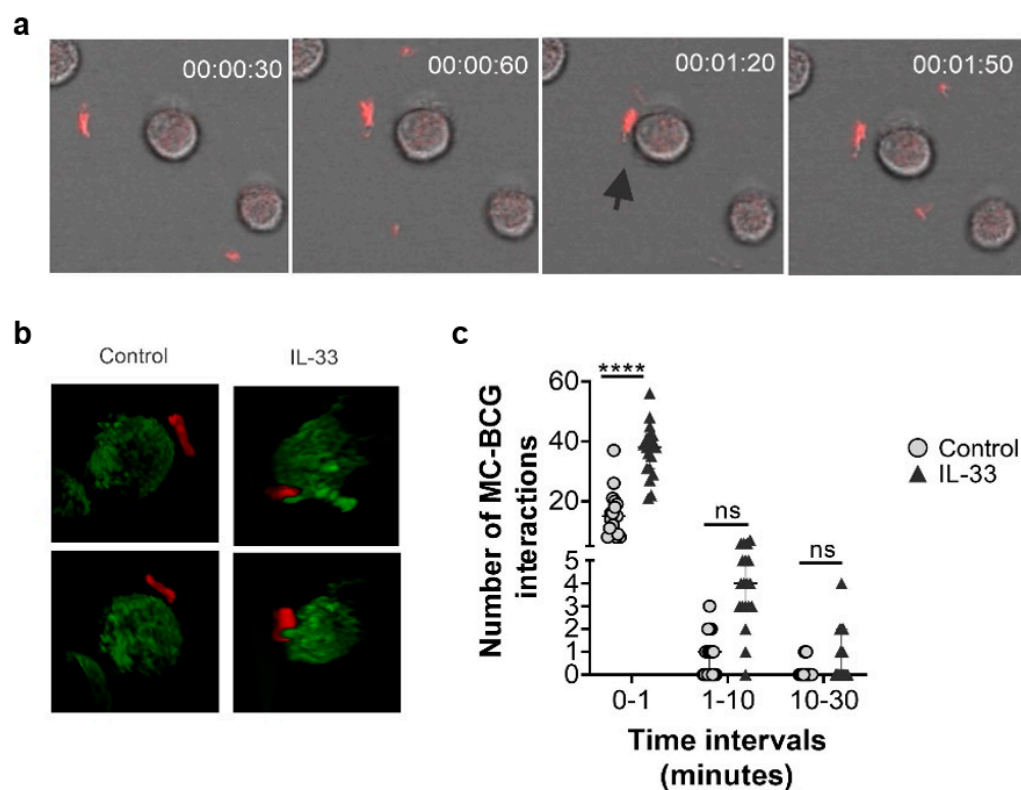 a
00:00:30
00:00:60
00:01:20
00:01:50
b
Control
IL-33
c
Number of MC-BCG
interactions
60
40
20
5
4
3
2
1
0
****
ns
ns
Control
IL-33
0-1
1-10
10-30
Time intervals
(minutes)